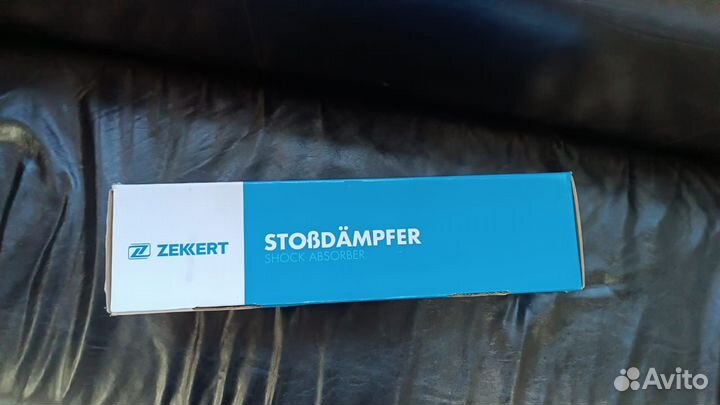 ZEKKERT
STOẞDÄMPFER
SHOCK ABSORBER
Avito